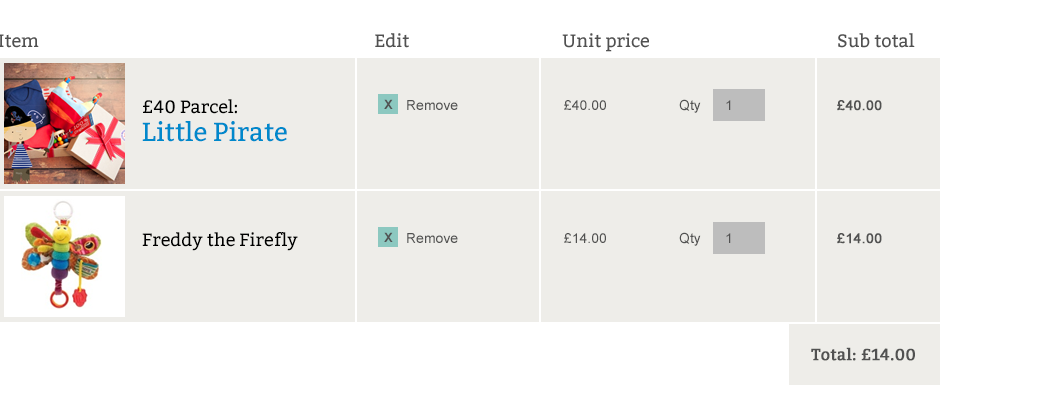 Item Edit Unit price Sub total
£40 Parcel:
Little Pirate
X Remove £40.00 Qty 1 £40.00
Freddy the Firefly X Remove £14.00 Qty 1 £14.00
Total: £14.00